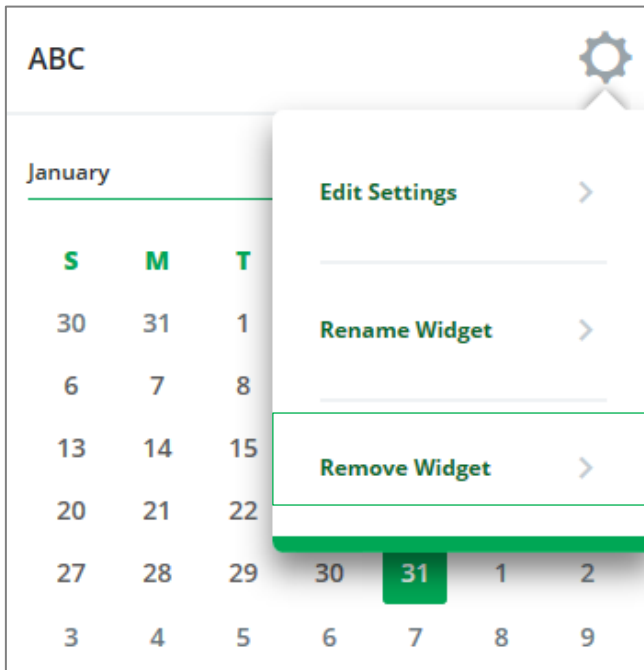 ABC
January
Edit Settings
S M T
30 31 1
Rename Widget
6 7 8
13 14 15
Remove Widget
20 21 22
27 28 29 30 31 1 2
3 4 5 6 7 8 9